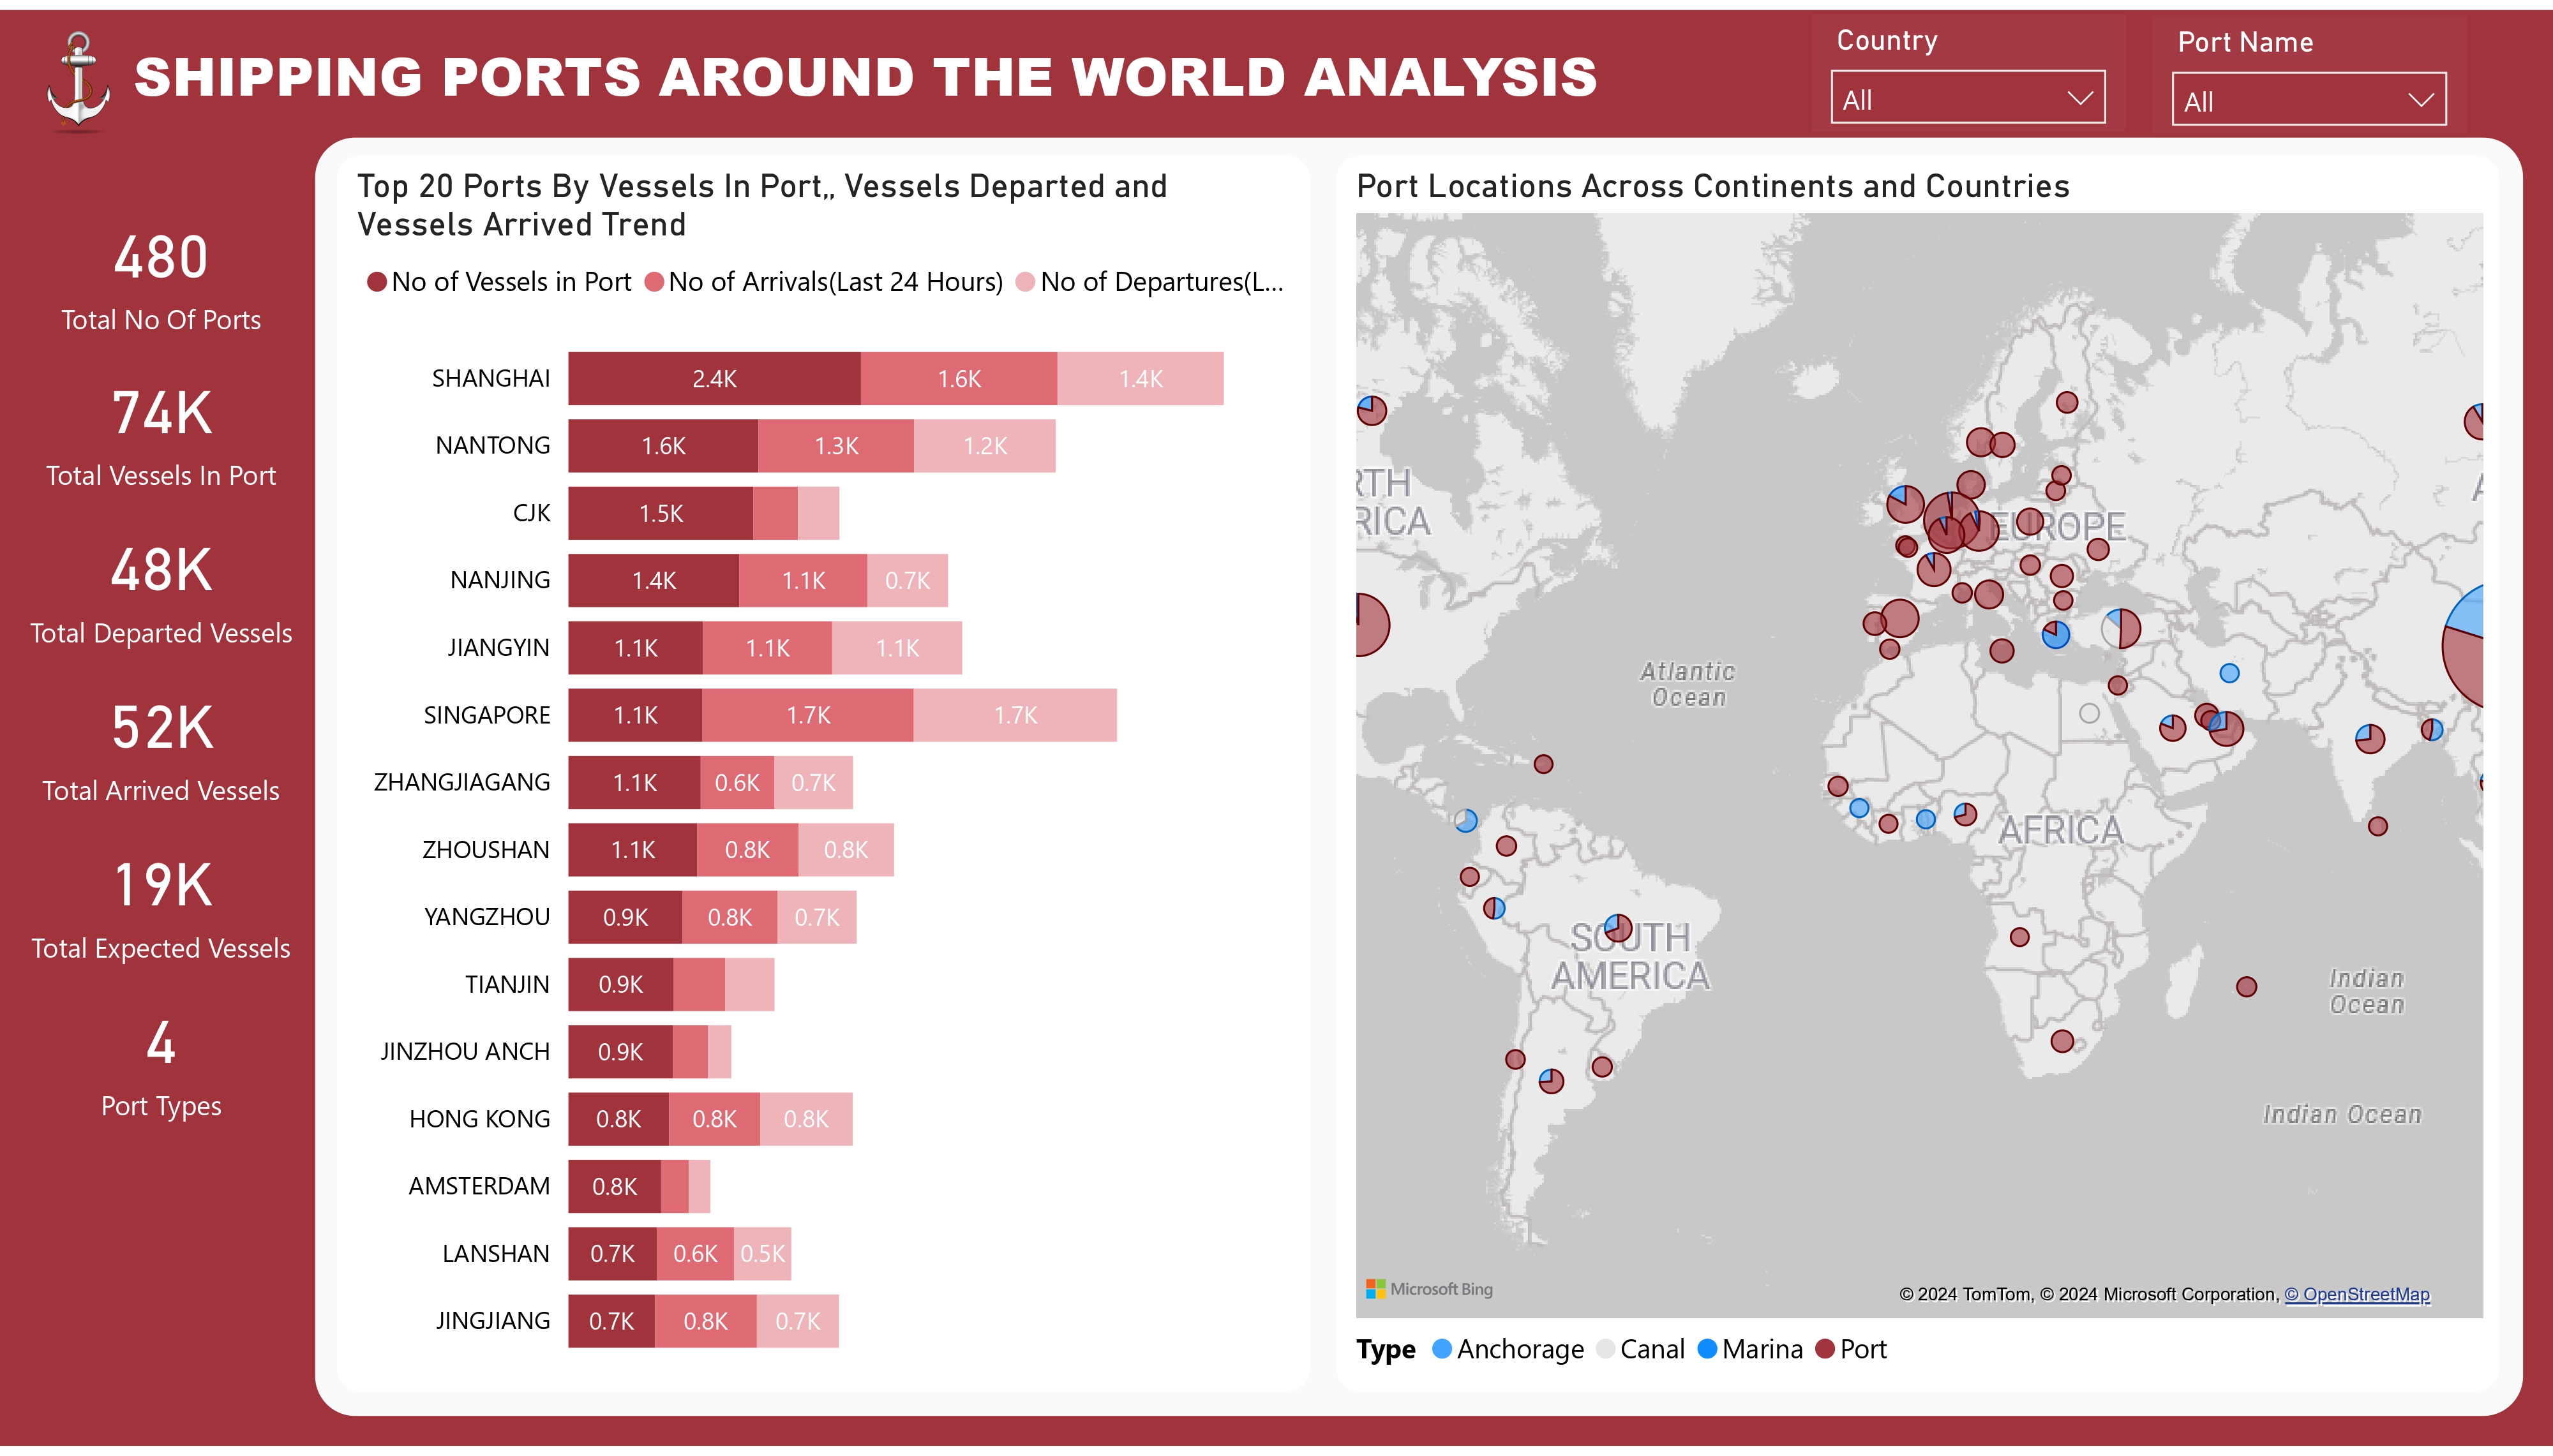 SHIPPING PORTS AROUND THE WORLD ANALYSIS
Country
All
Port Name
All
480
Total No Of Ports
74K
Total Vessels In Port
48K
Total Departed Vessels
52K
Total Arrived Vessels
19K
Total Expected Vessels
4
Port Types
Top 20 Ports By Vessels In Port,, Vessels Departed and
Vessels Arrived Trend
No of Vessels in Port No of Arrivals(Last 24 Hours) No of Departures(L...
SHANGHAI 2.4K 1.6K 1.4K
NANTONG 1.6K 1.3K 1.2K
CJK 1.5K
NANJING 1.4K 1.1K 0.7K
JIANGYIN 1.1K 1.1K 1.1K
SINGAPORE 1.1K 1.7K 1.7K
ZHANGJIAGANG 1.1K 0.6K 0.7K
ZHOUSHAN 1.1K 0.8K 0.8K
YANGZHOU 0.9K 0.8K 0.7K
TIANJIN 0.9K
JINZHOU ANCH 0.9K
HONG KONG 0.8K 0.8K 0.8K
AMSTERDAM 0.8K
LANSHAN 0.7K 0.6K 0.5K
JINGJIANG 0.7K 0.8K 0.7K
Port Locations Across Continents and Countries
RTH
RICA
EUROPE
A
Atlantic
Ocean
AFRICA
SOUTH
AMERICA
Indian
Ocean
Indian Ocean
Microsoft Bing
© 2024 TomTom, © 2024 Microsoft Corporation, © OpenStreetMap
Type Anchorage Canal Marina Port